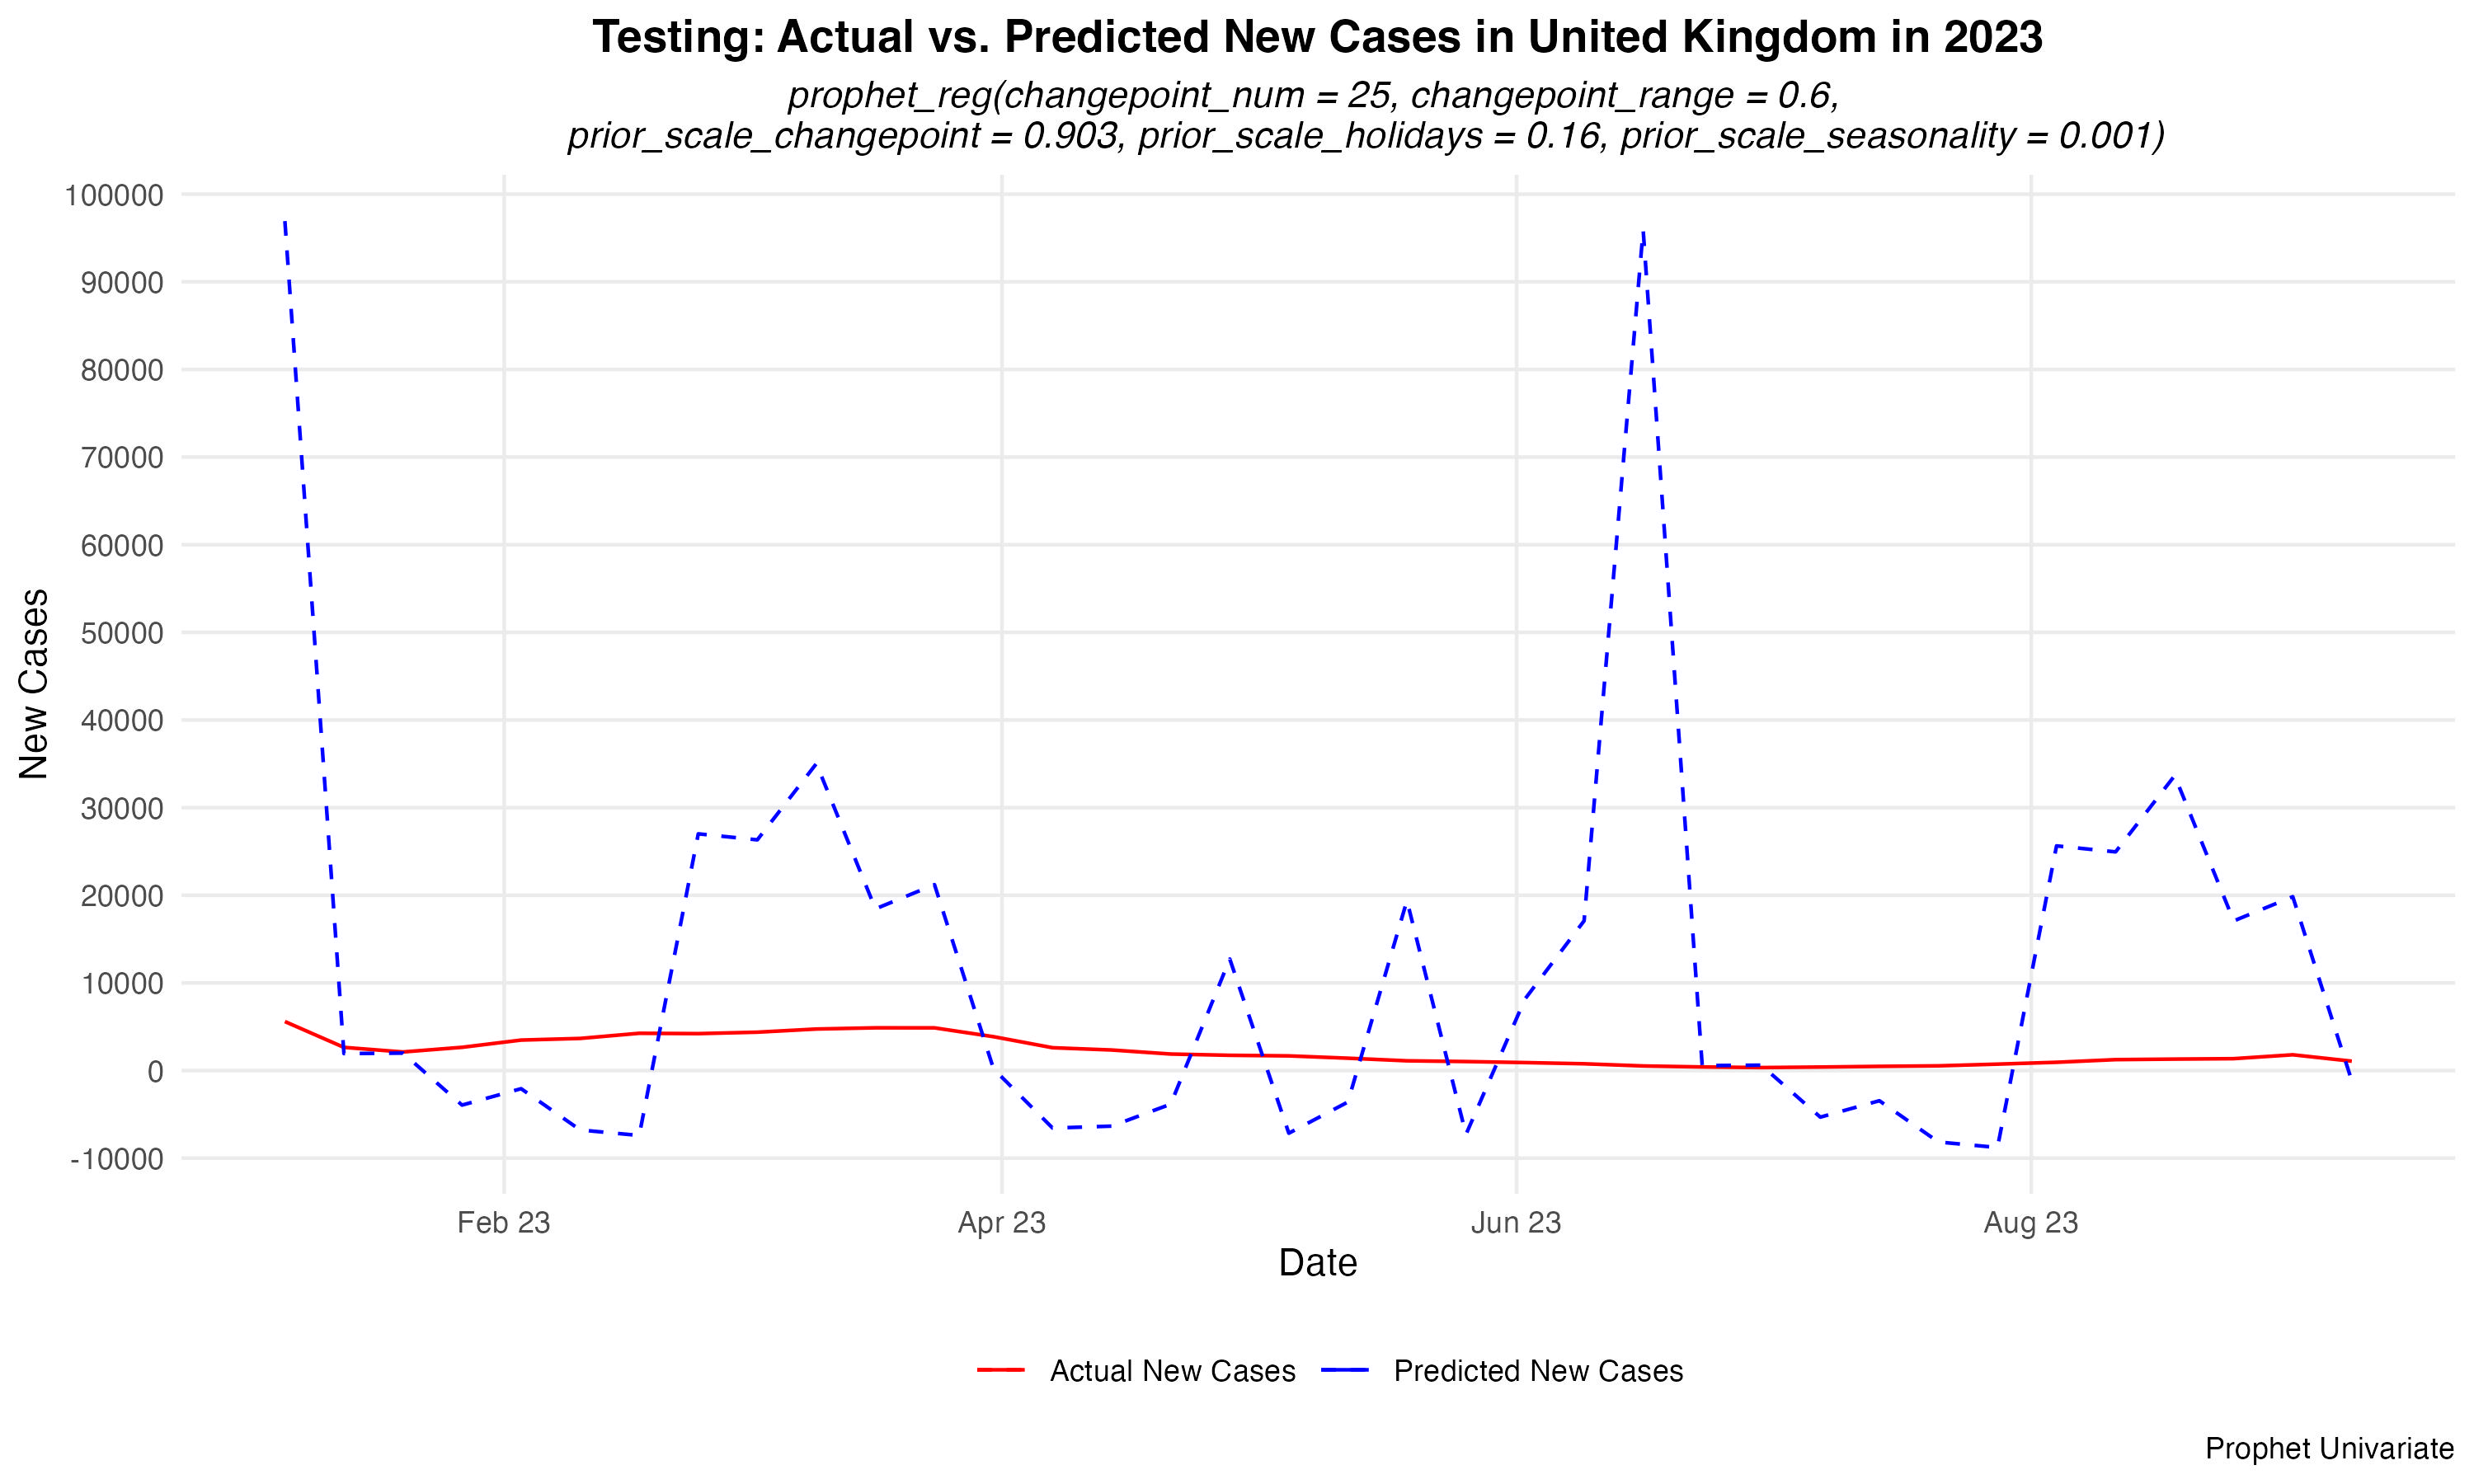 Testing: Actual vs. Predicted New Cases in United Kingdom in 2023
prophet_reg(changepoint_num = 25, changepoint_range = 0.6,
prior_scale_changepoint = 0.903, prior_scale_holidays = 0.16, prior_scale_seasonality = 0.001)
100000
90000
80000
70000
60000
50000
40000
30000
20000
10000
0
-10000
New Cases
Feb 23
Apr 23
Jun 23
Aug 23
Date
Actual New Cases
Predicted New Cases
Prophet Univariate